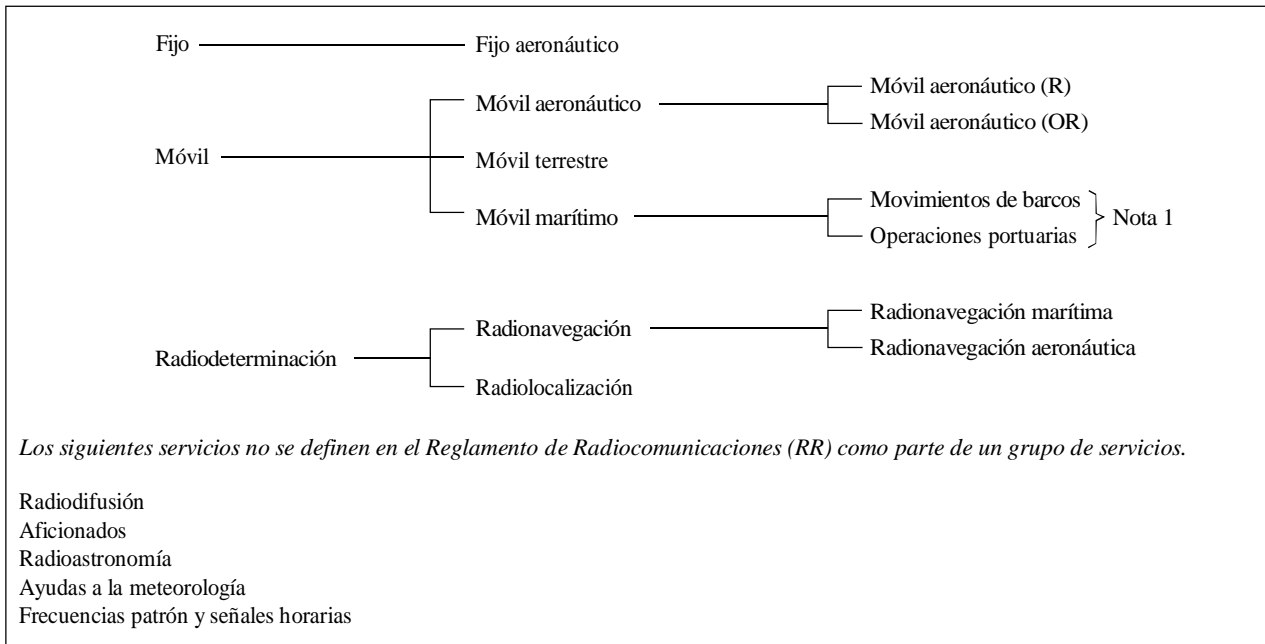 Fijo Fijo aeronáutico
Móvil aeronáutico (R)
Móvil aeronáutico
Móvil aeronáutico (OR)
Móvil Móvil terrestre
Movimientos de barcos
Móvil marítimo Nota 1
Operaciones portuarias
Radionavegación marítima
Radionavegación
Radionavegación aeronáutica
Radiodeterminación
Radiolocalización
Los siguientes servicios no se definen en el Reglamento de Radiocomunicaciones (RR) como parte de un grupo de servicios.
Radiodifusión
Aficionados
Radioastronomía
Ayudas a la meteorología
Frecuencias patrón y señales horarias